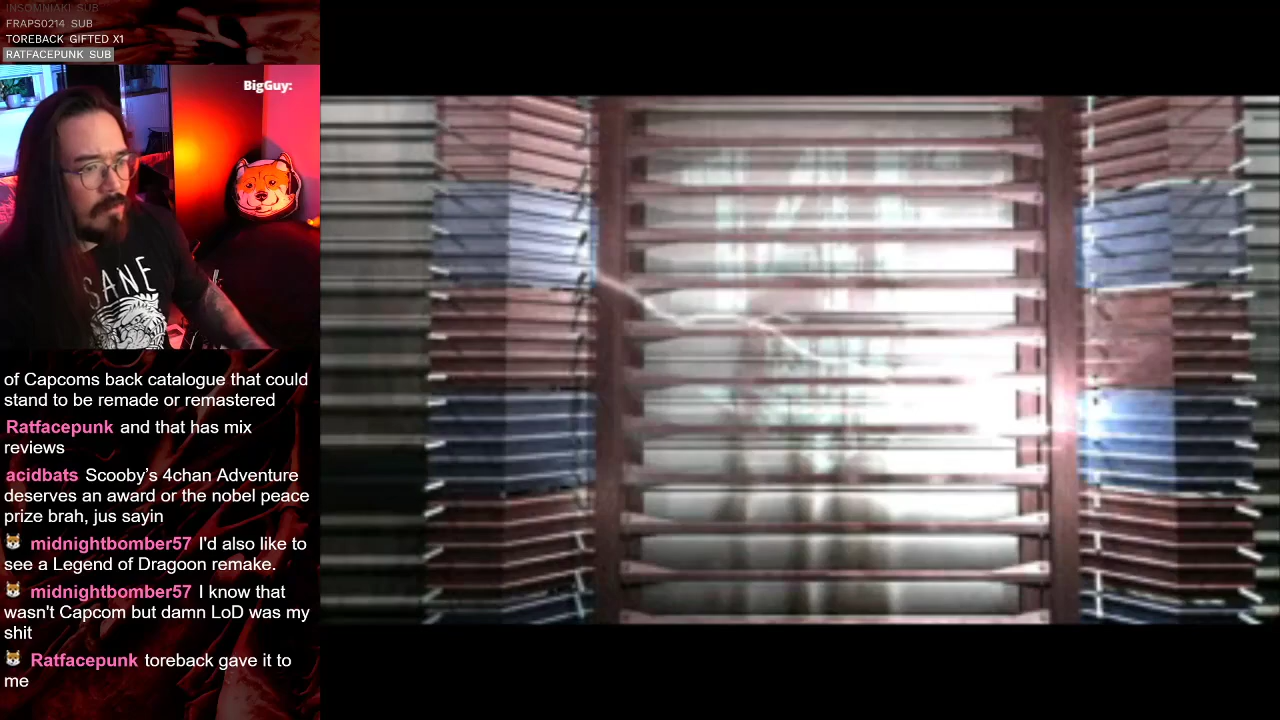 INSOMNIAKI SUB
FRAPS0214 SUB
TOREBACK GIFTED X1
RATFACEPUNK SUB
BigGuy:
SANE
of Capcoms back catalogue that could
stand to be remade or remastered
Ratfacepunk and that has mix
reviews
acidbats Scooby’s 4chan Adventure
deserves an award or the nobel peace
prize brah, jus sayin
midnightbomber57 I'd also like to
see a Legend of Dragoon remake.
midnightbomber57 I know that
wasn't Capcom but damn LoD was my
shit
Ratfacepunk toreback gave it to
me